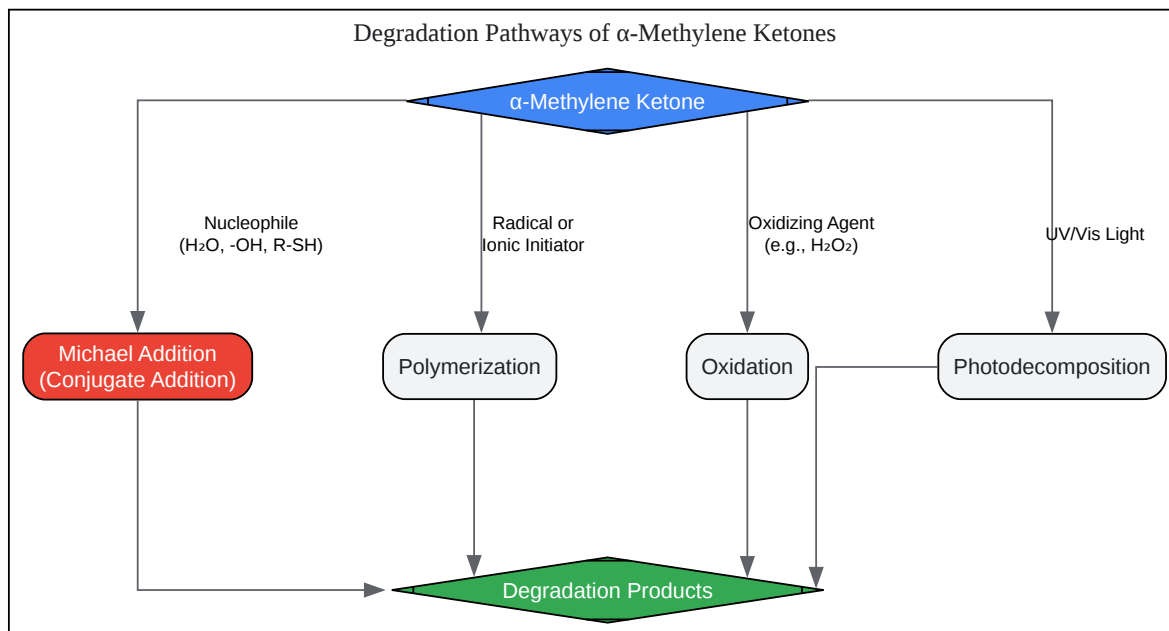 Degradation Pathways of α-Methylene Ketones
α-Methylene Ketone
Nucleophile
(H₂O, -OH, R-SH)
Radical or
Ionic Initiator
Oxidizing Agent
(e.g., H₂O₂)
UV/Vis Light
Michael Addition
(Conjugate Addition)
Polymerization
Oxidation
Photodecomposition
Degradation Products